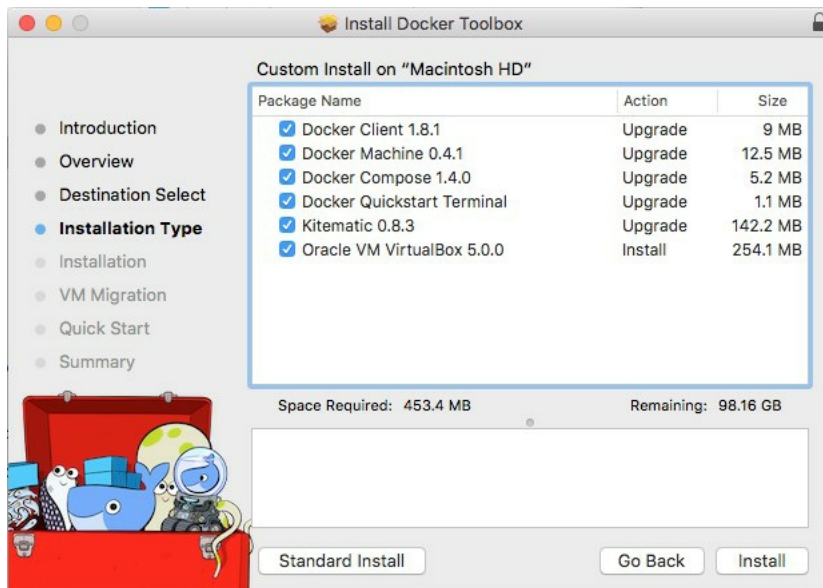 Install Docker Toolbox
Custom Install on “Macintosh HD”
Introduction
Overview
Destination Select
Installation Type
Installation
VM Migration
Quick Start
Summary
Package Name Action Size
Docker Client 1.8.1 Upgrade 9 MB
Docker Machine 0.4.1 Upgrade 12.5 MB
Docker Compose 1.4.0 Upgrade 5.2 MB
Docker Quickstart Terminal Upgrade 1.1 MB
Kitematic 0.8.3 Upgrade 142.2 MB
Oracle VM VirtualBox 5.0.0 Install 254.1 MB
Space Required: 453.4 MB Remaining: 98.16 GB
Standard Install Go Back Install